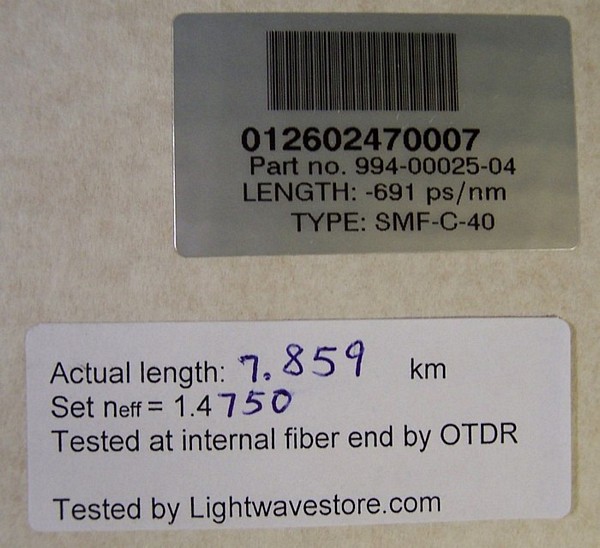 012602470007
Part no. 994-00025-04
LENGTH: -691 ps/nm
TYPE: SMF-C-40
Actual length: 7.859 km
Set neff = 1.4750
Tested at internal fiber end by OTDR
Tested by Lightwavestore.com